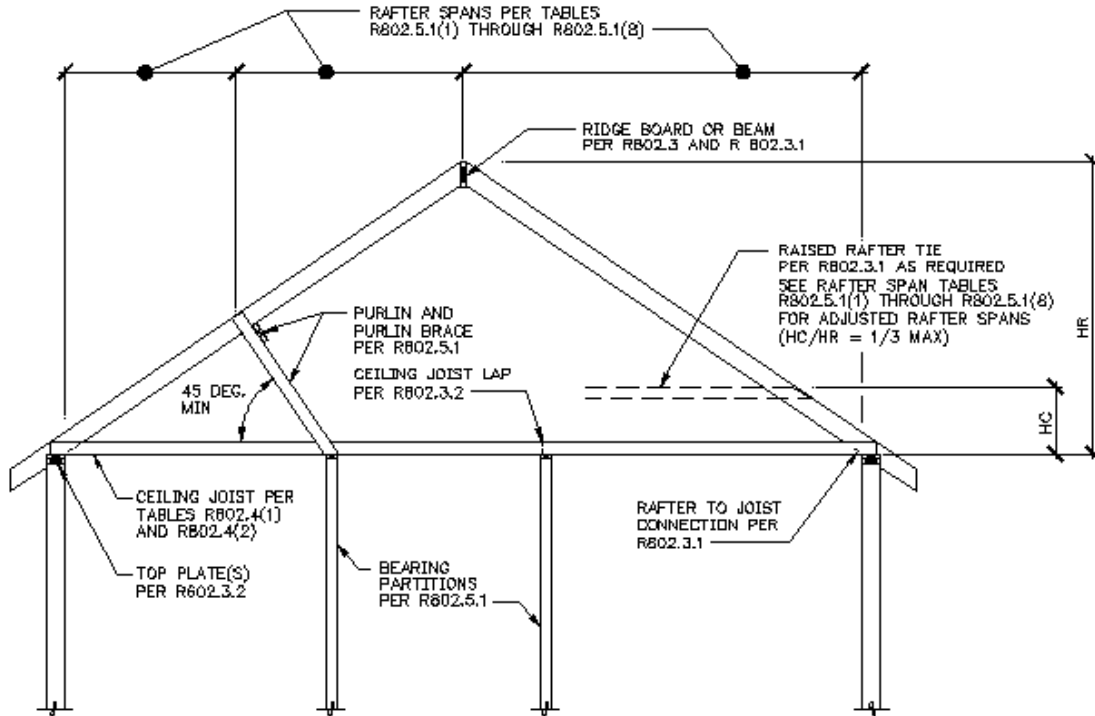 RAFTER SPANS PER TABLES
R802.5.1(1) THROUGH R802.5.1(8)
RIDGE BOARD OR BEAM
PER R802.3 AND R 802.3.1
RAISED RAFTER TIE
PER R802.3.1 AS REQUIRED
SEE RAFTER SPAN TABLES
R802.5.1(1) THROUGH R802.5.1(8)
FOR ADJUSTED RAFTER SPANS
(HC/HR = 1/3 MAX)
HR
PURLIN AND
PURLIN BRACE
PER R802.5.1
45 DEG.
MIN
CEILING JOIST LAP
PER R802.3.2
HC
CEILING JOIST PER
TABLES R802.4(1)
AND R802.4(2)
RAFTER TO JOIST
CONNECTION PER
R802.3.1
TOP PLATE(S)
PER R602.3.2
BEARING
PARTITIONS
PER R802.5.1